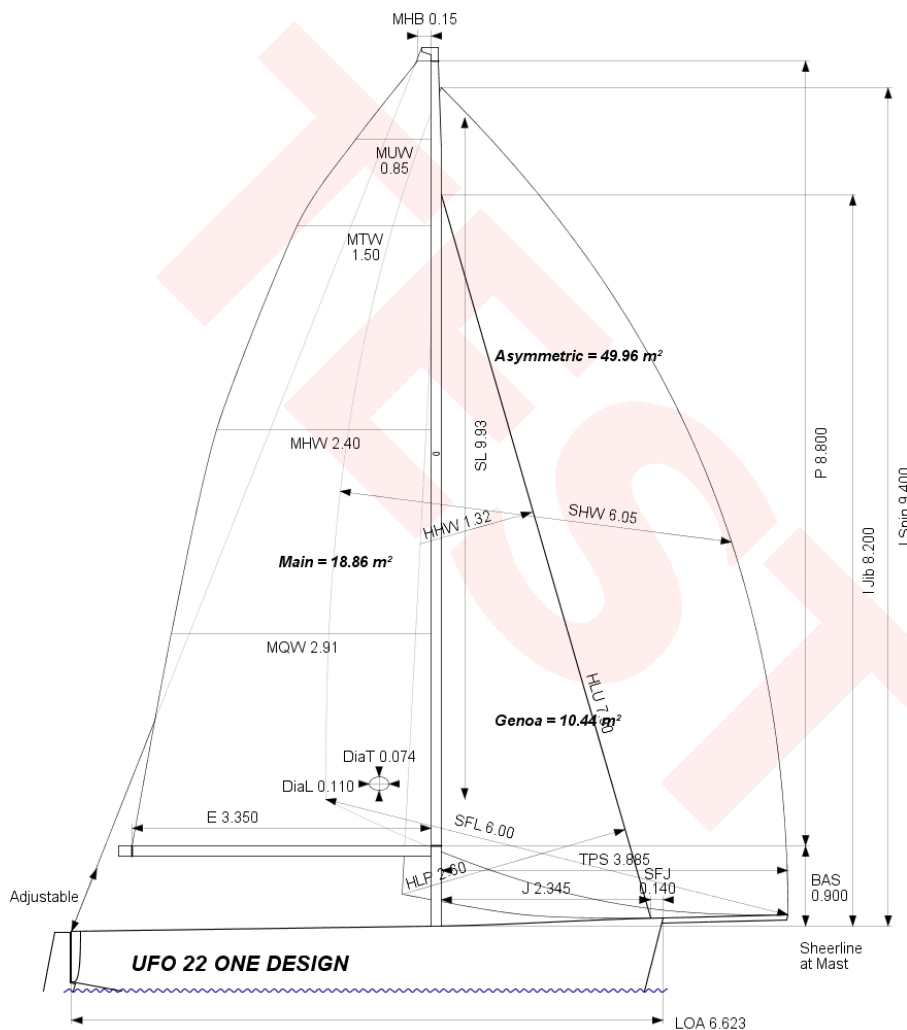 MHB 0.15
MUW
0.85
MTW
1.50
Asymmetric = 49.96 m²
SL 9.93
P 8.800
MHW 2.40
I Spin 9.400
SHW 6.05
HHW 1.32
I Jib 8.200
Main = 18.86 m²
MQW 2.91
Genoa = 10.44 m²
DiaT 0.074
DiaL 0.110
E 3.350
SFL 6.00
TPS 3.885
HLP 2.60
SFJ
0.140
J 2.345
BAS
0.900
Adjustable
Sheerline
at Mast
UFO 22 ONE DESIGN
LOA 6.623
TEST